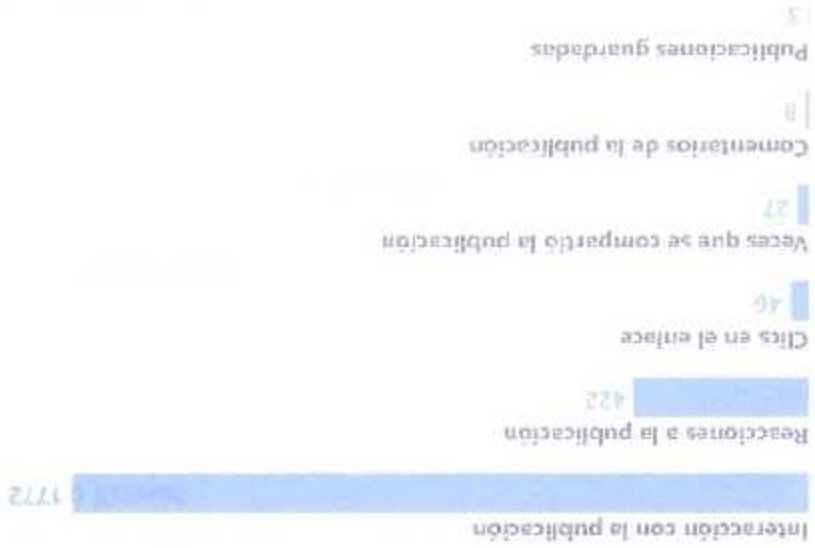 Interacción con la publicación
1772
Reacciones a la publicación
422
Clics en el enlace
46
Veces que se compartió la publicación
27
Comentarios de la publicación
8
Publicaciones guardadas
3